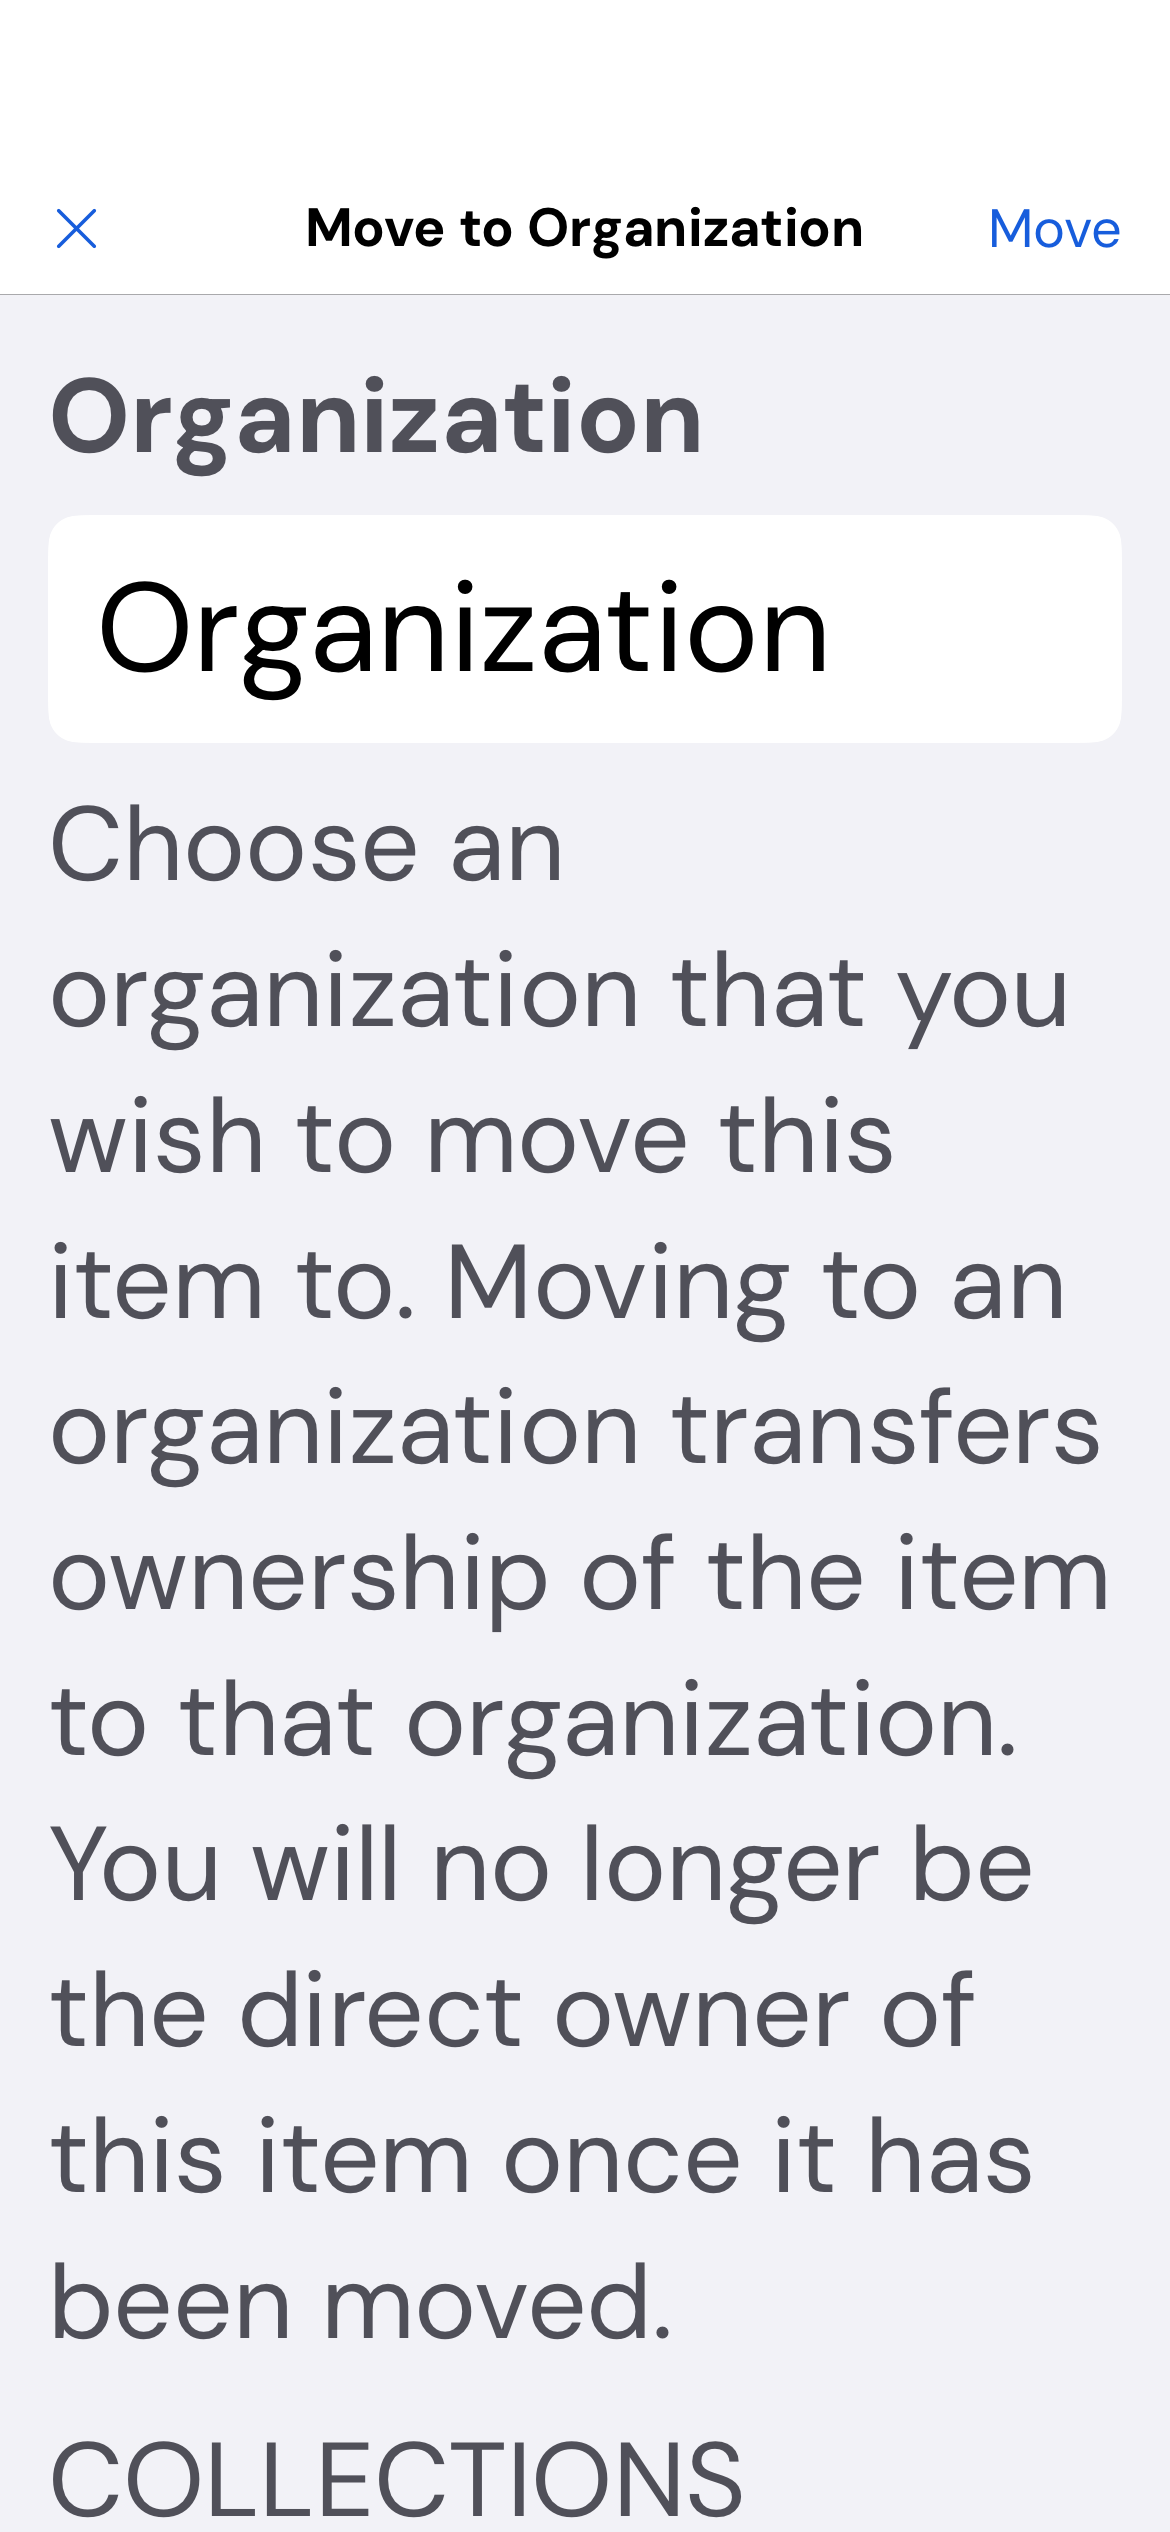 Move to Organization
Move
Organization
Organization
Choose an
organization that you
wish to move this
item to. Moving to an
organization transfers
ownership of the item
to that organization.
You will no longer be
the direct owner of
this item once it has
been moved.
COLLECTIONS